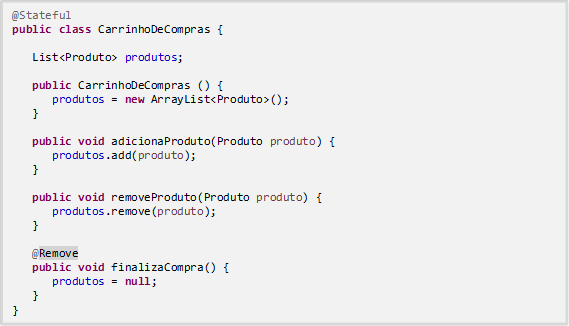 @Stateful
public class CarrinhoDeCompras {
List<Produto> produtos;
public CarrinhoDeCompras () {
produtos = new ArrayList<Produto>();
}
public void adicionaProduto(Produto produto) {
produtos.add(produto);
}
public void removeProduto(Produto produto) {
produtos.remove(produto);
}
@Remove
public void finalizaCompra() {
produtos = null;
}
}